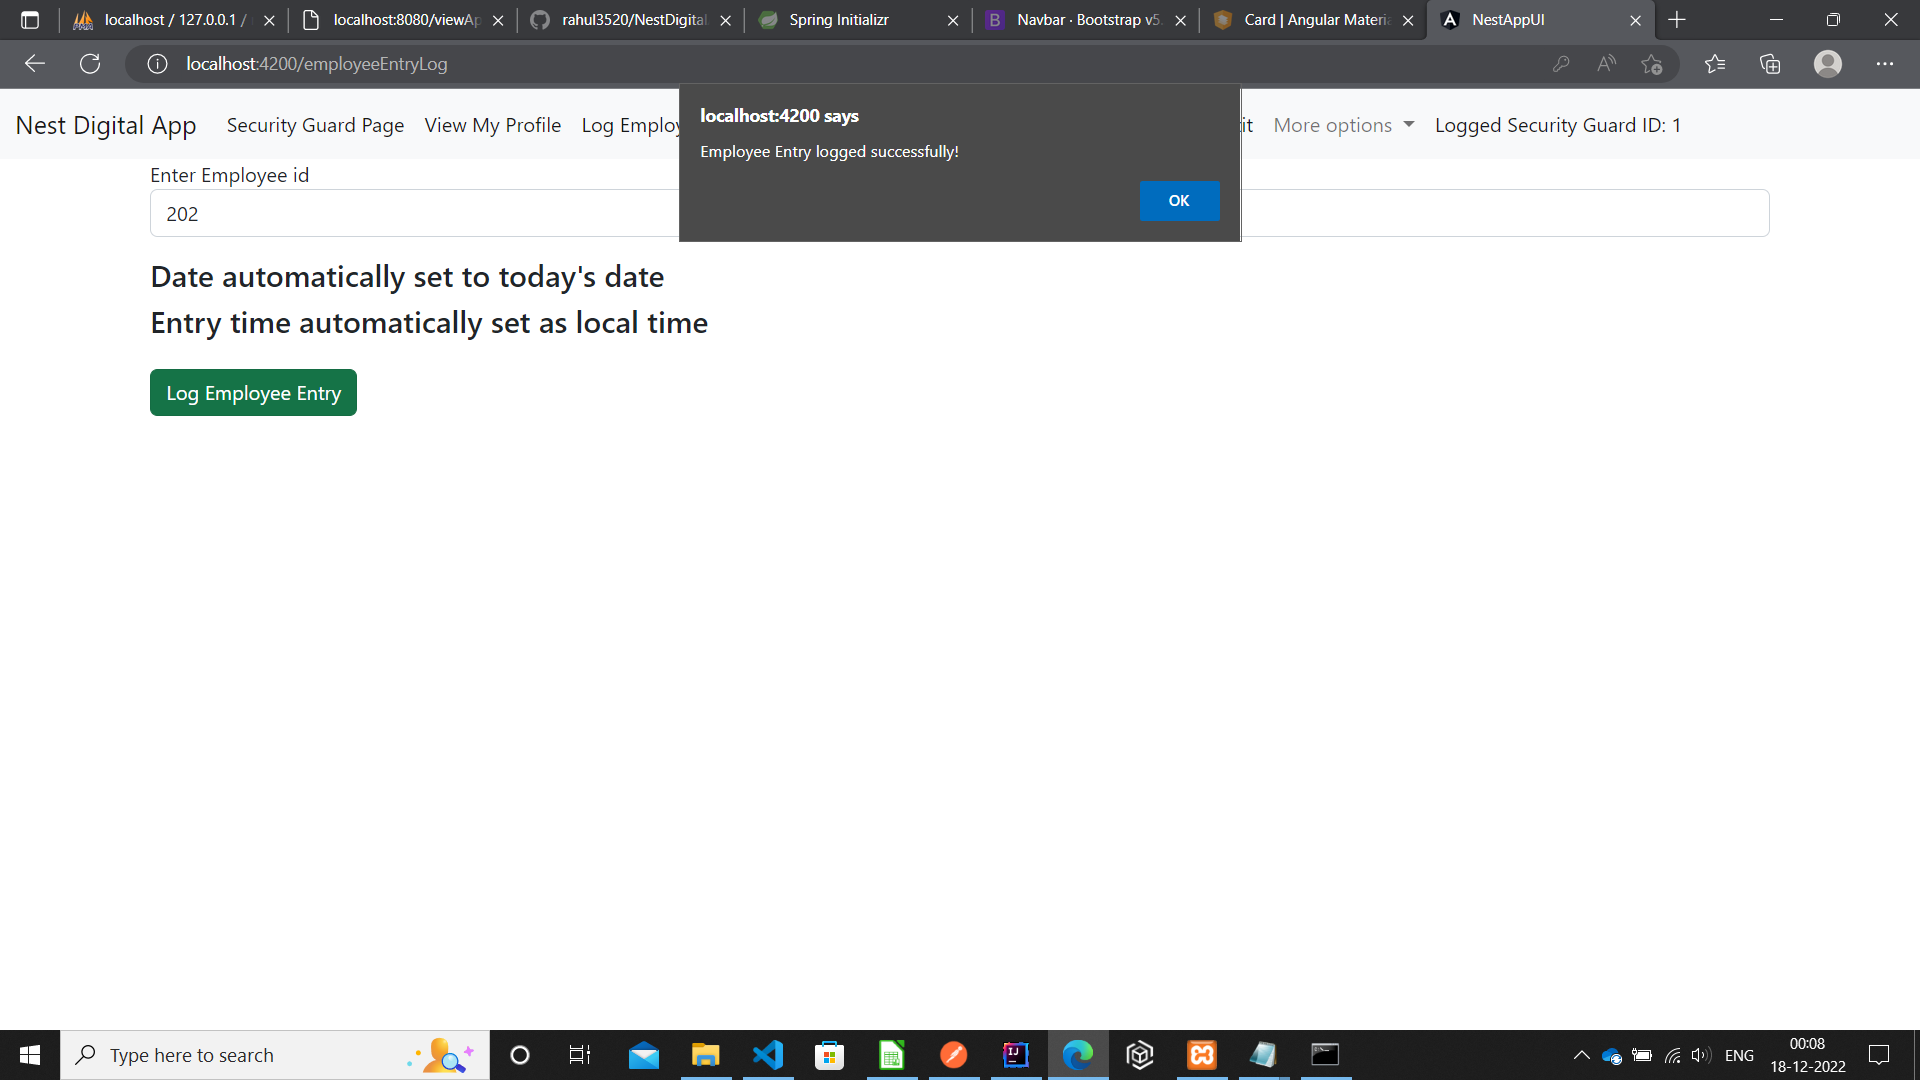 localhost / 127.0.0.1 /
localhost:8080/viewAp
rahul3520/NestDigital
Spring Initializr
Navbar · Bootstrap v5.
Card | Angular Materia
NestAppUI
localhost:4200/employeeEntryLog
Nest Digital App
Security Guard Page
View My Profile
Log Employ
More options
Logged Security Guard ID: 1
localhost:4200 says
Employee Entry logged successfully!
OK
Enter Employee id
202
Date automatically set to today's date
Entry time automatically set as local time
Log Employee Entry
Type here to search
ENG
00:08
18-12-2022